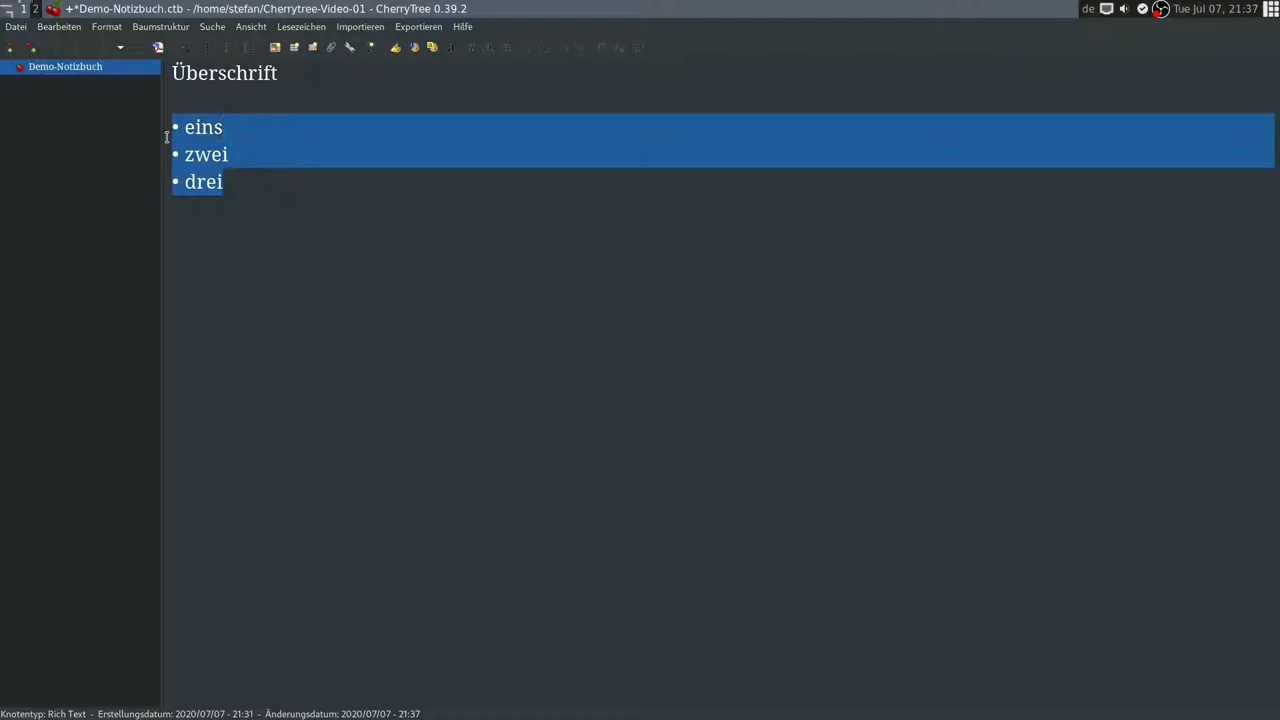 1 2 +*Demo-Notizbuch.ctb - /home/stefan/Cherrytree-Video-01 - CherryTree 0.39.2 de Tue Jul 07, 21:37
Datei Bearbeiten Format Baumstruktur Ansicht Suche Lesezeichen Importieren Exportieren Hilfe
Demo-Notizbuch
Überschrift
• eins
• zwei
• drei
Knotentyp: Rich Text - Erstellungsdatum: 2020/07/07 - 21:31 - Änderungsdatum: 2020/07/07 - 21:37